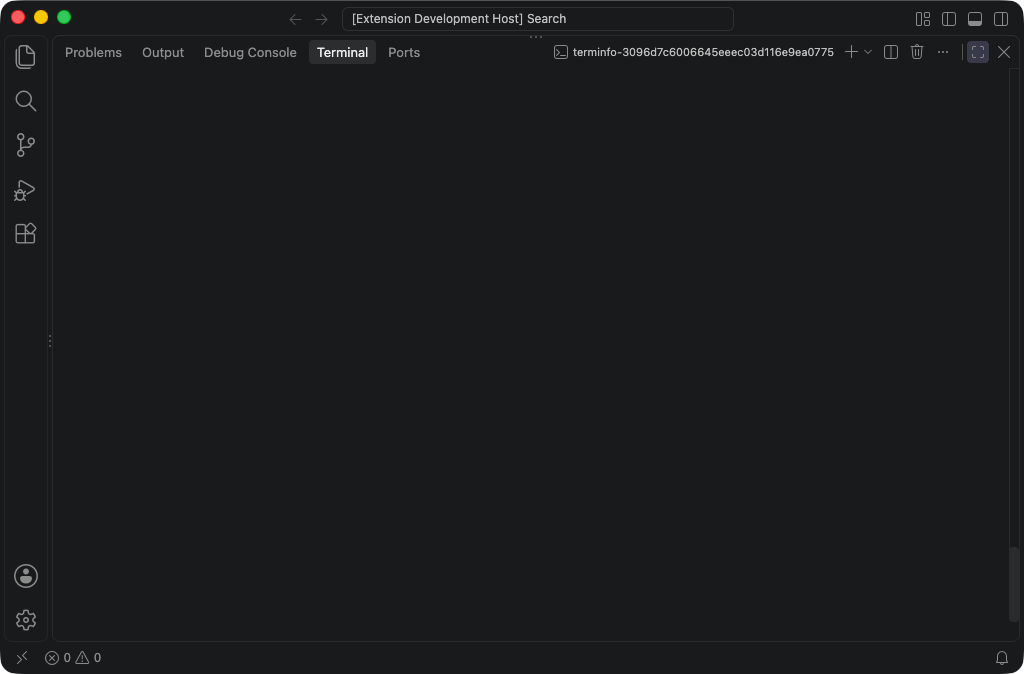 [Extension Development Host] Search
Problems Output Debug Console Terminal Ports terminfo-3096d7c6006645eeec03d116e9ea0775
0 0